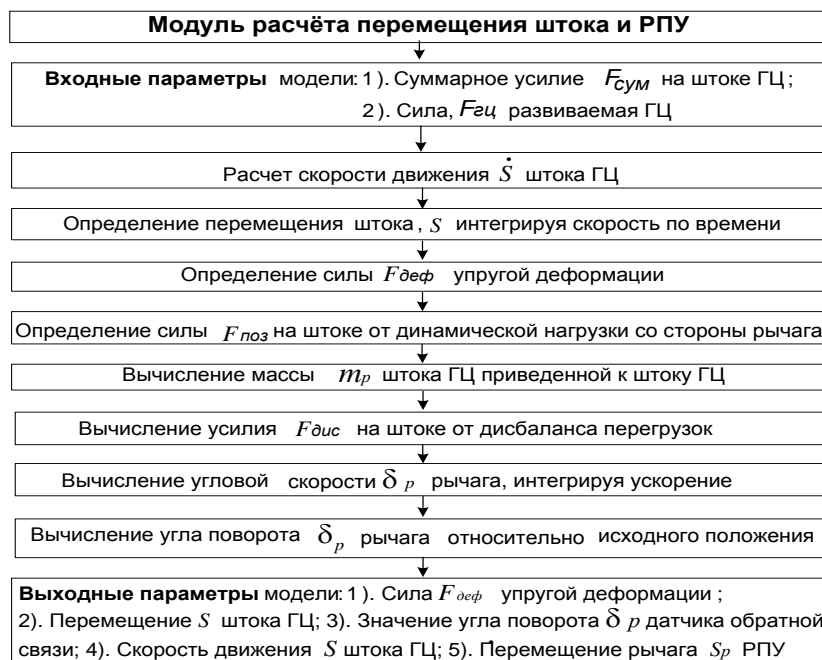 Модуль расчёта перемещения штока и РПУ
Входные параметры модели: 1). Суммарное усилие Fсум на штоке ГЦ;
2). Сила, Fгц развиваемая ГЦ
Расчет скорости движения Ṡ штока ГЦ
Определение перемещения штока, S интегрируя скорость по времени
Определение силы Fдеф упругой деформации
Определение силы Fпоз на штоке от динамической нагрузки со стороны рычага
Вычисление массы mр штока ГЦ приведенной к штоку ГЦ
Вычисление усилия Fдис на штоке от дисбаланса перегрузок
Вычисление угловой скорости δ р рычага, интегрируя ускорение
Вычисление угла поворота δр рычага относительно исходного положения
Выходные параметры модели: 1). Сила Fдеф упругой деформации ;
2). Перемещение S штока ГЦ; 3). Значение угла поворота δ р датчика обратной
связи; 4). Скорость движения Ṡ штока ГЦ; 5). Перемещение рычага Sр РПУ